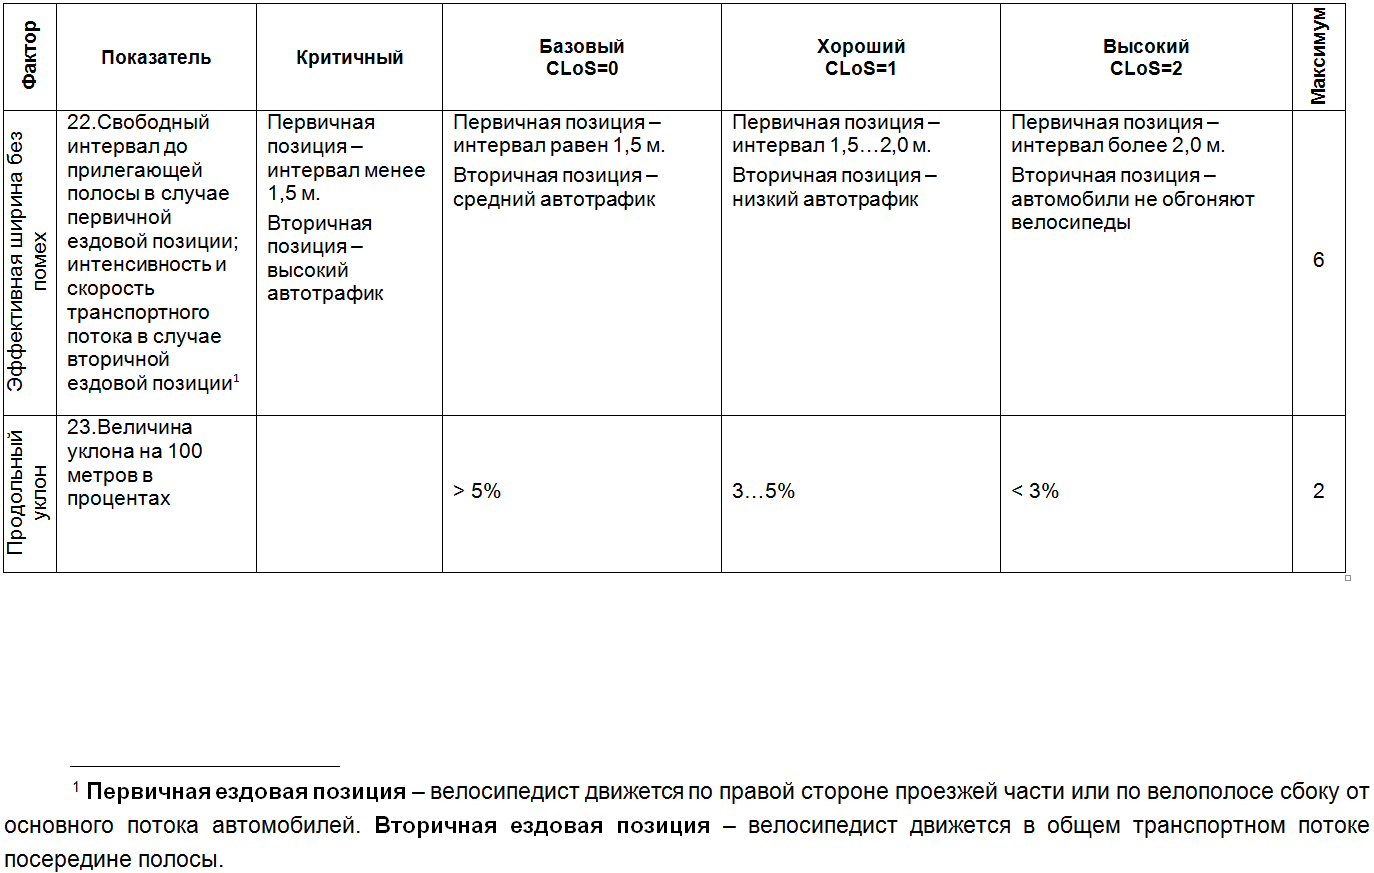 Фактор
Показатель
Критичный
Базовый
CLoS=0
Хороший
CLoS=1
Высокий
CLoS=2
Максимум
Эффективная ширина без
помех
22.Свободный
интервал до
прилегающей
полосы в случае
первичной
ездовой позиции;
интенсивность и
скорость
транспортного
потока в случае
вторичной
ездовой позиции1
Первичная
позиция –
интервал менее
1,5 м.
Вторичная
позиция –
высокий
автотрафик
Первичная позиция –
интервал равен 1,5 м.
Вторичная позиция –
средний автотрафик
Первичная позиция –
интервал 1,5…2,0 м.
Вторичная позиция –
низкий автотрафик
Первичная позиция –
интервал более 2,0 м.
Вторичная позиция –
автомобили не обгоняют
велосипеды
6
Продольный
уклон
23.Величина
уклона на 100
метров в
процентах
> 5%
3…5%
< 3%
2
1 Первичная ездовая позиция – велосипедист движется по правой стороне проезжей части или по велополосе сбоку от
основного потока автомобилей. Вторичная ездовая позиция – велосипедист движется в общем транспортном потоке
посередине полосы.